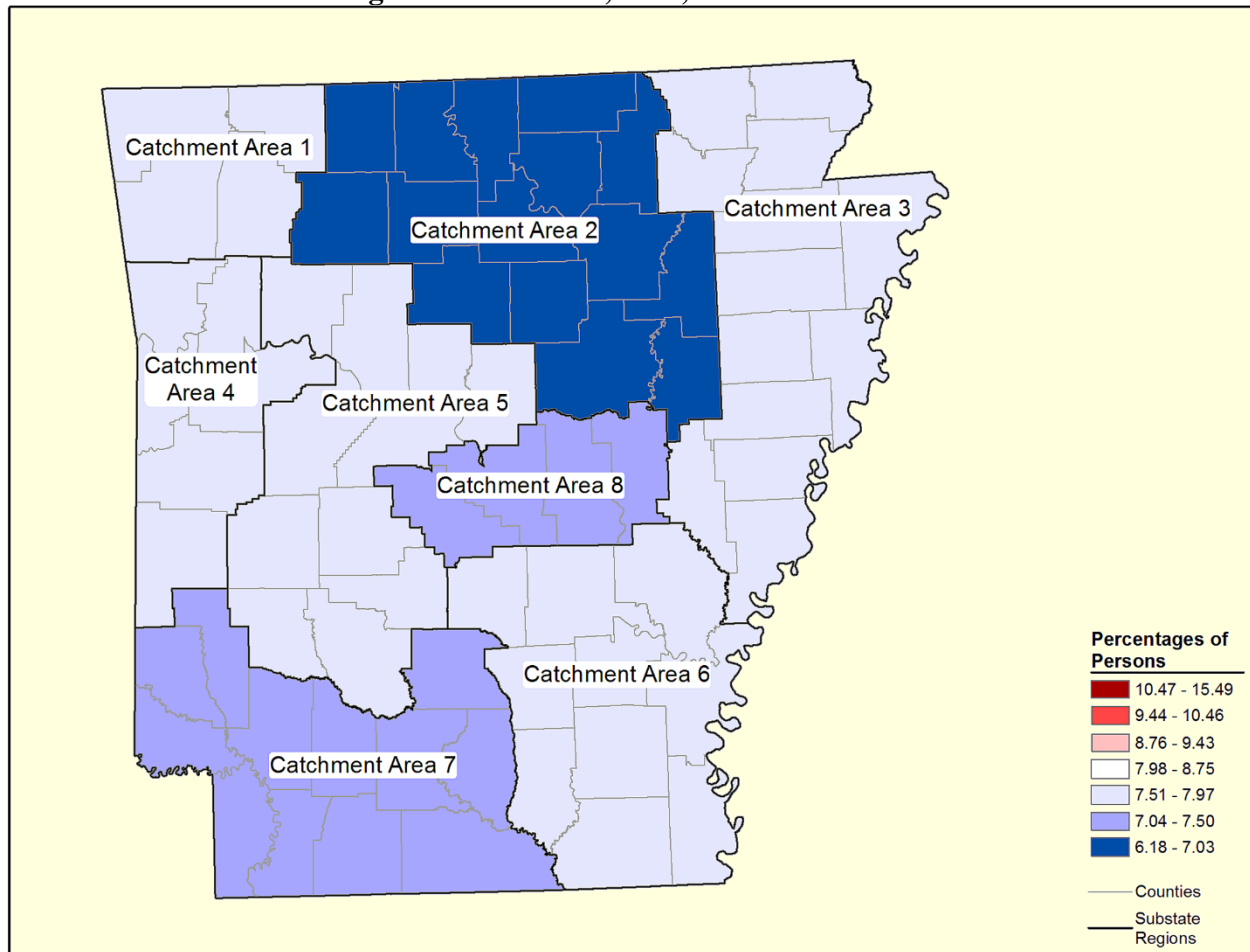 Catchment Area 1
Catchment Area 3
Catchment Area 2
Catchment
Area 4
Catchment Area 5
Catchment Area 8
Catchment Area 6
Catchment Area 7
Percentages of
Persons
10.47 - 15.49
9.44 - 10.46
8.76 - 9.43
7.98 - 8.75
7.51 - 7.97
7.04 - 7.50
6.18 - 7.03
Counties
Substate
Regions